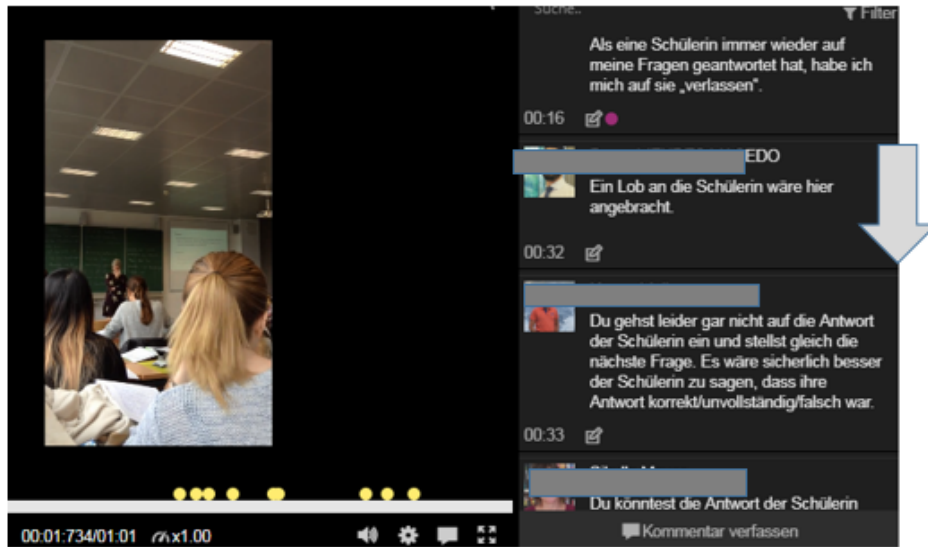 Suche..
Filter
Als eine Schülerin immer wieder auf
meine Fragen geantwortet hat, habe ich
mich auf sie „verlassen“.
00:16
EDO
Ein Lob an die Schülerin wäre hier
angebracht.
00:32
Du gehst leider gar nicht auf die Antwort
der Schülerin ein und stellst gleich die
nächste Frage. Es wäre sicherlich besser
der Schülerin zu sagen, dass ihre
Antwort korrekt/unvollständig/falsch war.
00:33
Du könntest die Antwort der Schülerin
00:01:734/01:01 x1.00
Kommentar verfassen